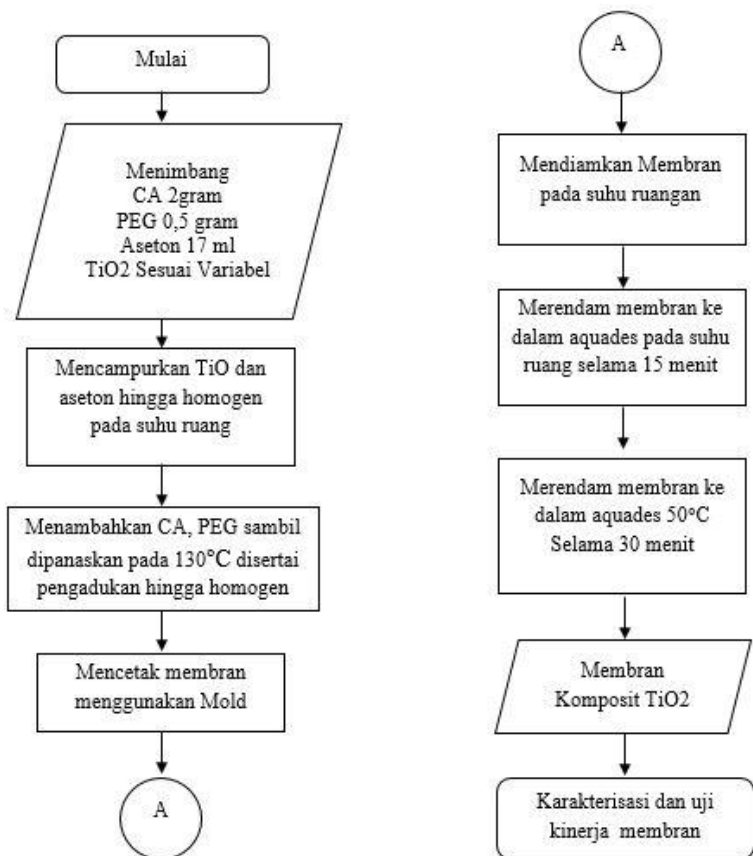 Mulai
Menimbang
CA 2gram
PEG 0,5 gram
Aseton 17 ml
TiO2 Sesuai Variabel
Mencampurkan TiO dan
aseton hingga homogen
pada suhu ruang
Menambahkan CA, PEG sambil
dipanaskan pada 130°C disertai
pengadukan hingga homogen
Mencetak membran
menggunakan Mold
A
A
Mendiamkan Membran
pada suhu ruangan
Merendam membran ke
dalam aquades pada suhu
ruang selama 15 menit
Merendam membran ke
dalam aquades 50°C
Selama 30 menit
Membran
Komposit TiO2
Karakterisasi dan uji
kinerja membran